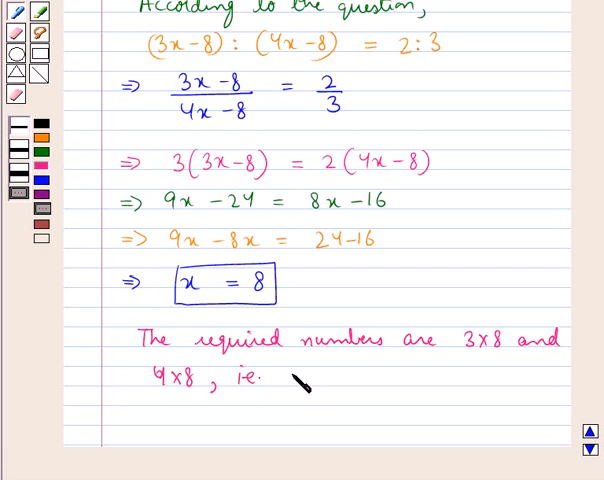 According to the question,
(3x-8) : (4x-8) = 2:3
⇒ 3x-8 / 4x-8 = 2/3
⇒ 3(3x-8) = 2(4x-8)
⇒ 9x - 24 = 8x - 16
⇒ 9x - 8x = 24-16
⇒ x = 8
The required numbers are 3×8 and
4×8, i.e.